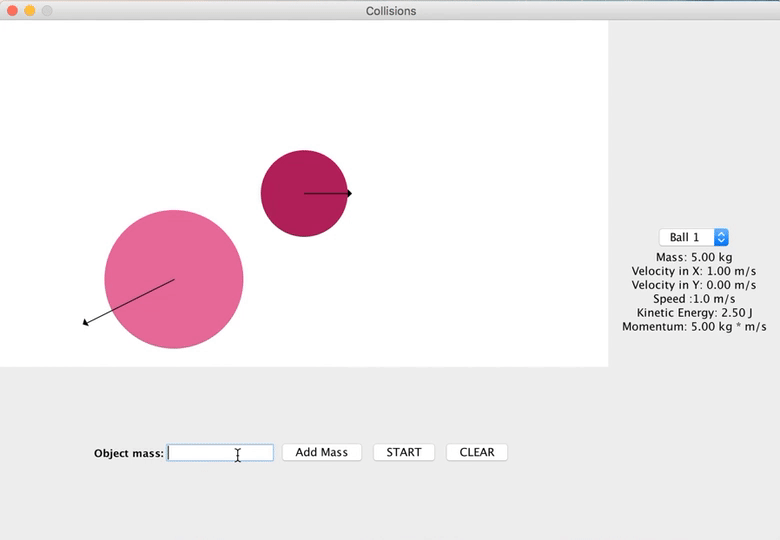 Collisions
Ball 1
Mass: 5.00 kg
Velocity in X: 1.00 m/s
Velocity in Y: 0.00 m/s
Speed :1.0 m/s
Kinetic Energy: 2.50 J
Momentum: 5.00 kg * m/s
Object mass:
Add Mass
START
CLEAR